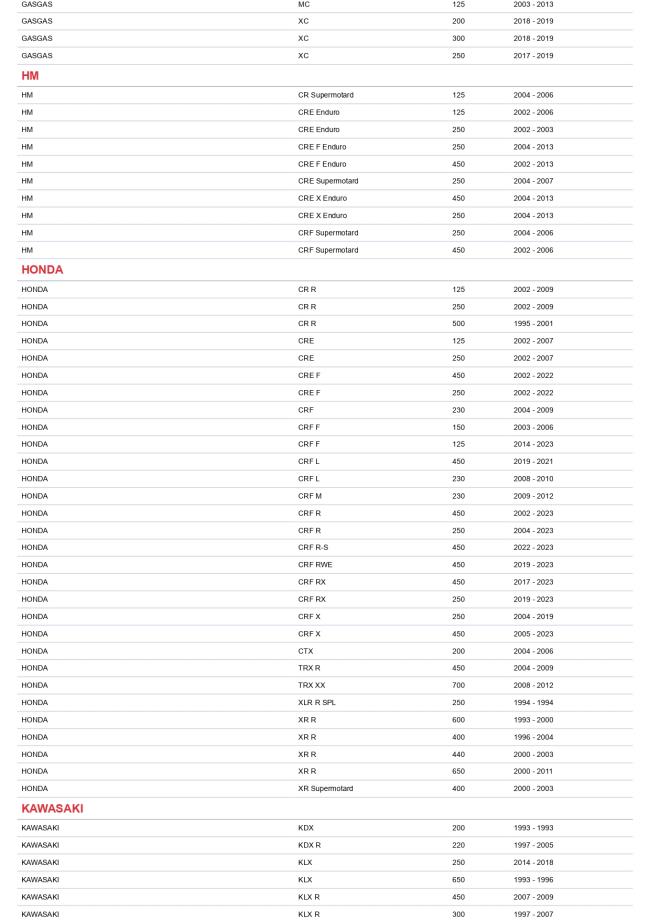 GASGAS MC 125 2003 - 2013
GASGAS XC 200 2018 - 2019
GASGAS XC 300 2018 - 2019
GASGAS XC 250 2017 - 2019
HM
HM CR Supermotard 125 2004 - 2006
HM CRE Enduro 125 2002 - 2006
HM CRE Enduro 250 2002 - 2003
HM CRE F Enduro 250 2004 - 2013
HM CRE F Enduro 450 2002 - 2013
HM CRE Supermotard 250 2004 - 2007
HM CRE X Enduro 450 2004 - 2013
HM CRE X Enduro 250 2004 - 2013
HM CRF Supermotard 250 2004 - 2006
HM CRF Supermotard 450 2002 - 2006
HONDA
HONDA CR R 125 2002 - 2009
HONDA CR R 250 2002 - 2009
HONDA CR R 500 1995 - 2001
HONDA CRE 125 2002 - 2007
HONDA CRE 250 2002 - 2007
HONDA CRE F 450 2002 - 2022
HONDA CRE F 250 2002 - 2022
HONDA CRF 230 2004 - 2009
HONDA CRF F 150 2003 - 2006
HONDA CRF F 125 2014 - 2023
HONDA CRF L 450 2019 - 2021
HONDA CRF L 230 2008 - 2010
HONDA CRF M 230 2009 - 2012
HONDA CRF R 450 2002 - 2023
HONDA CRF R 250 2004 - 2023
HONDA CRF R-S 450 2022 - 2023
HONDA CRF RWE 450 2019 - 2023
HONDA CRF RX 450 2017 - 2023
HONDA CRF RX 250 2019 - 2023
HONDA CRF X 250 2004 - 2019
HONDA CRF X 450 2005 - 2023
HONDA CTX 200 2004 - 2006
HONDA TRX R 450 2004 - 2009
HONDA TRX XX 700 2008 - 2012
HONDA XLR R SPL 250 1994 - 1994
HONDA XR R 600 1993 - 2000
HONDA XR R 400 1996 - 2004
HONDA XR R 440 2000 - 2003
HONDA XR R 650 2000 - 2011
HONDA XR Supermotard 400 2000 - 2003
KAWASAKI
KAWASAKI KDX 200 1993 - 1993
KAWASAKI KDX R 220 1997 - 2005
KAWASAKI KLX 250 2014 - 2018
KAWASAKI KLX 650 1993 - 1996
KAWASAKI KLX R 450 2007 - 2009
KAWASAKI KLX R 300 1997 - 2007